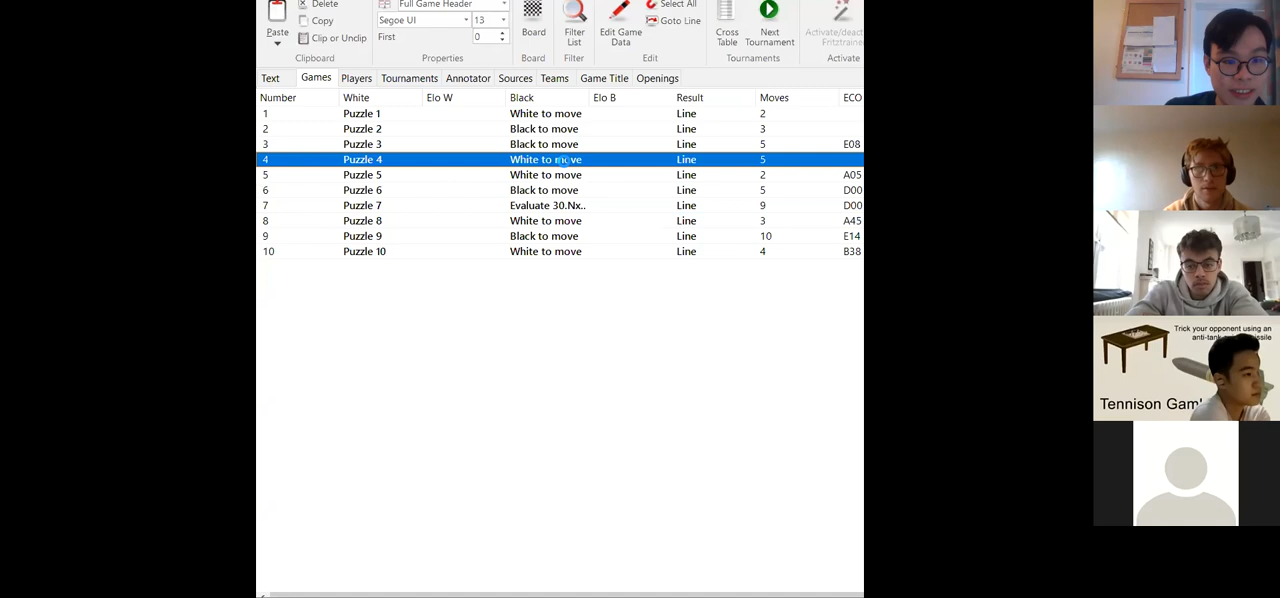 Delete
Full Game Header
Select All
Copy
Segoe UI
13
Goto Line
Paste
Clip or Unclip
First
0
Board
Filter List
Edit Game Data
Cross Table
Next Tournament
Activate/deact
Fritztrainer
Clipboard
Properties
Board
Filter
Edit
Tournaments
Activate
Text Games Players Tournaments Annotator Sources Teams Game Title Openings
Number White Elo W Black Elo B Result Moves ECO
1 Puzzle 1 White to move Line 2
2 Puzzle 2 Black to move Line 3
3 Puzzle 3 Black to move Line 5 E08
4 Puzzle 4 White to move Line 5
5 Puzzle 5 White to move Line 2 A05
6 Puzzle 6 Black to move Line 5 D00
7 Puzzle 7 Evaluate 30.Nx.. Line 9 D00
8 Puzzle 8 White to move Line 3 A45
9 Puzzle 9 Black to move Line 10 E14
10 Puzzle 10 White to move Line 4 B38
Trick your opponent using an
anti-tank missile
Tennison Gam